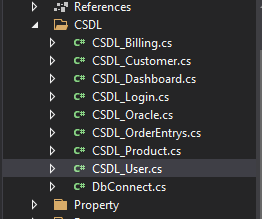 References
CSDL
C# CSDL_Billing.cs
C# CSDL_Customer.cs
C# CSDL_Dashboard.cs
C# CSDL_Login.cs
C# CSDL_Oracle.cs
C# CSDL_OrderEntrys.cs
C# CSDL_Product.cs
C# CSDL_User.cs
C# DbConnect.cs
Property